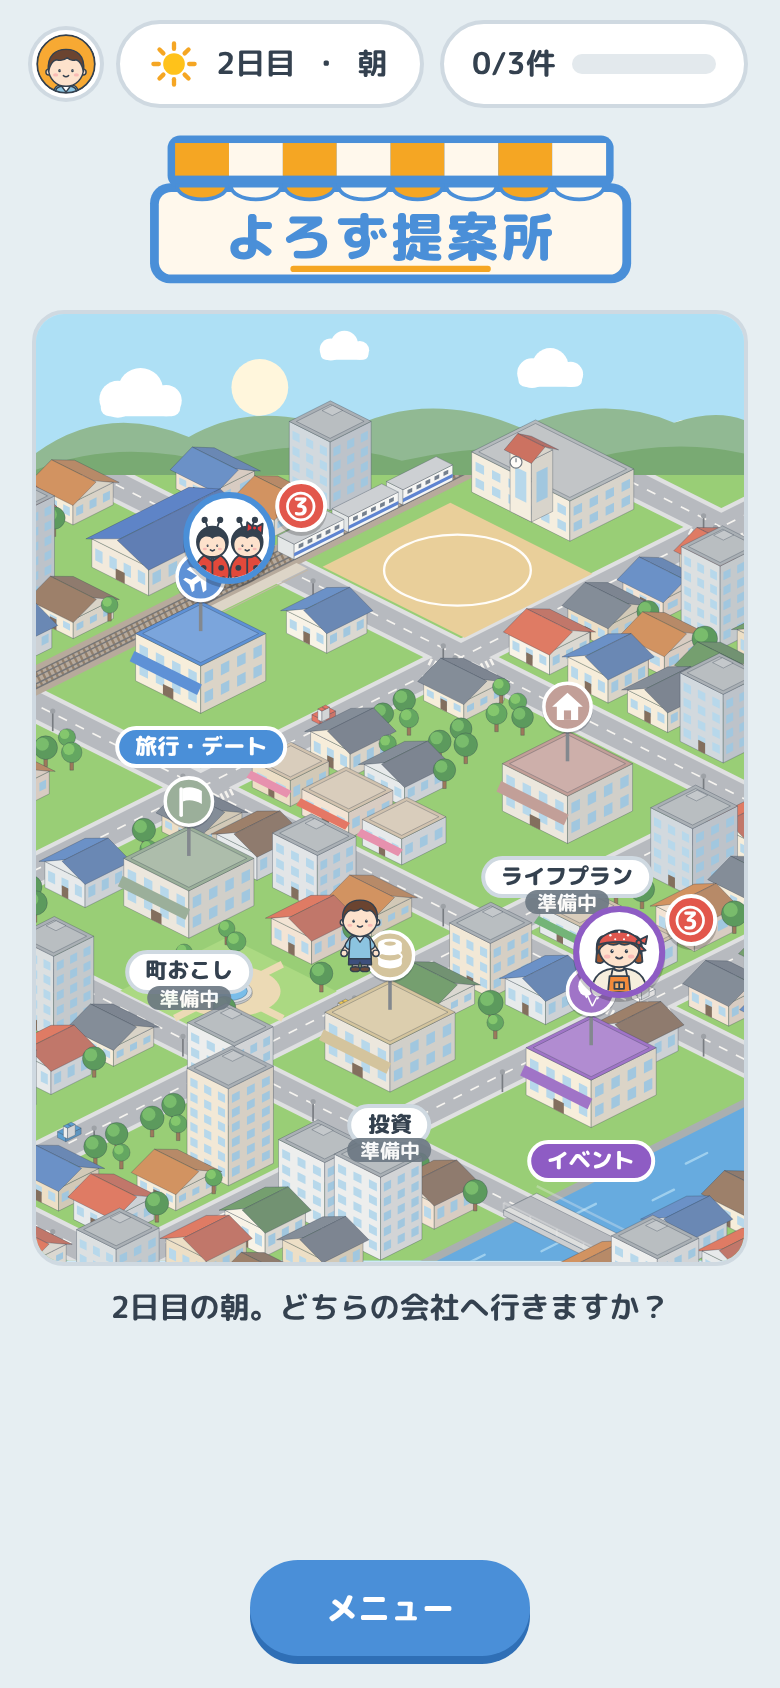 2日目 ・ 朝
0/3件
よろず提案所
③
旅行・デート
ライフプラン
準備中
③
町おこし
準備中
投資
準備中
イベント
2日目の朝。どちらの会社へ行きますか？
メニュー